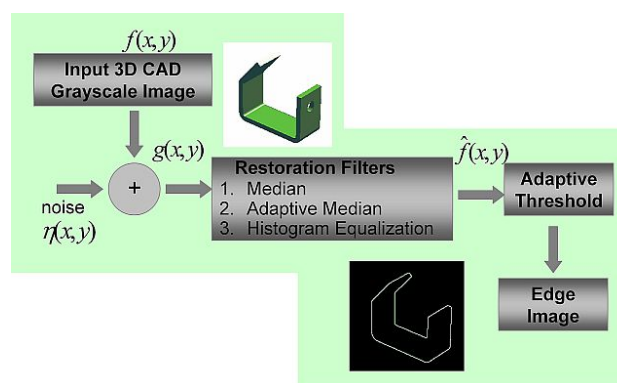 f(x,y)
Input 3D CAD
Grayscale Image
g(x,y)
+
noise
η(x,y)
Restoration Filters
1. Median
2. Adaptive Median
3. Histogram Equalization
f̂(x,y)
Adaptive
Threshold
Edge
Image